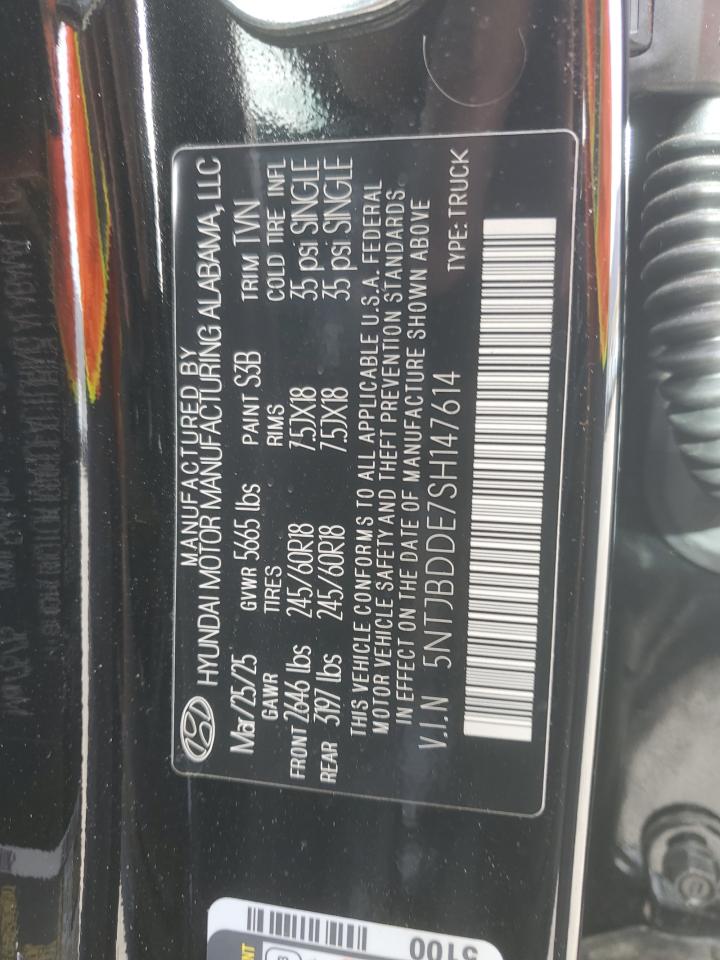 MANUFACTURED BY
HYUNDAI MOTOR MANUFACTURING ALABAMA, LLC
Mar/25/25 GVWR 5665 lbs PAINT S3B TRIM TVN
GAWR TIRES RIMS COLD TIRE INFL
FRONT 2646 lbs 245/60R18 7.5JX18 35 psi SINGLE
REAR 3197 lbs 245/60R18 7.5JX18 35 psi SINGLE
THIS VEHICLE CONFORMS TO ALL APPLICABLE U.S.A. FEDERAL
MOTOR VEHICLE SAFETY AND THEFT PREVENTION STANDARDS
IN EFFECT ON THE DATE OF MANUFACTURE SHOWN ABOVE
V.I.N 5NTJBDDE7SH147614 TYPE: TRUCK
5100